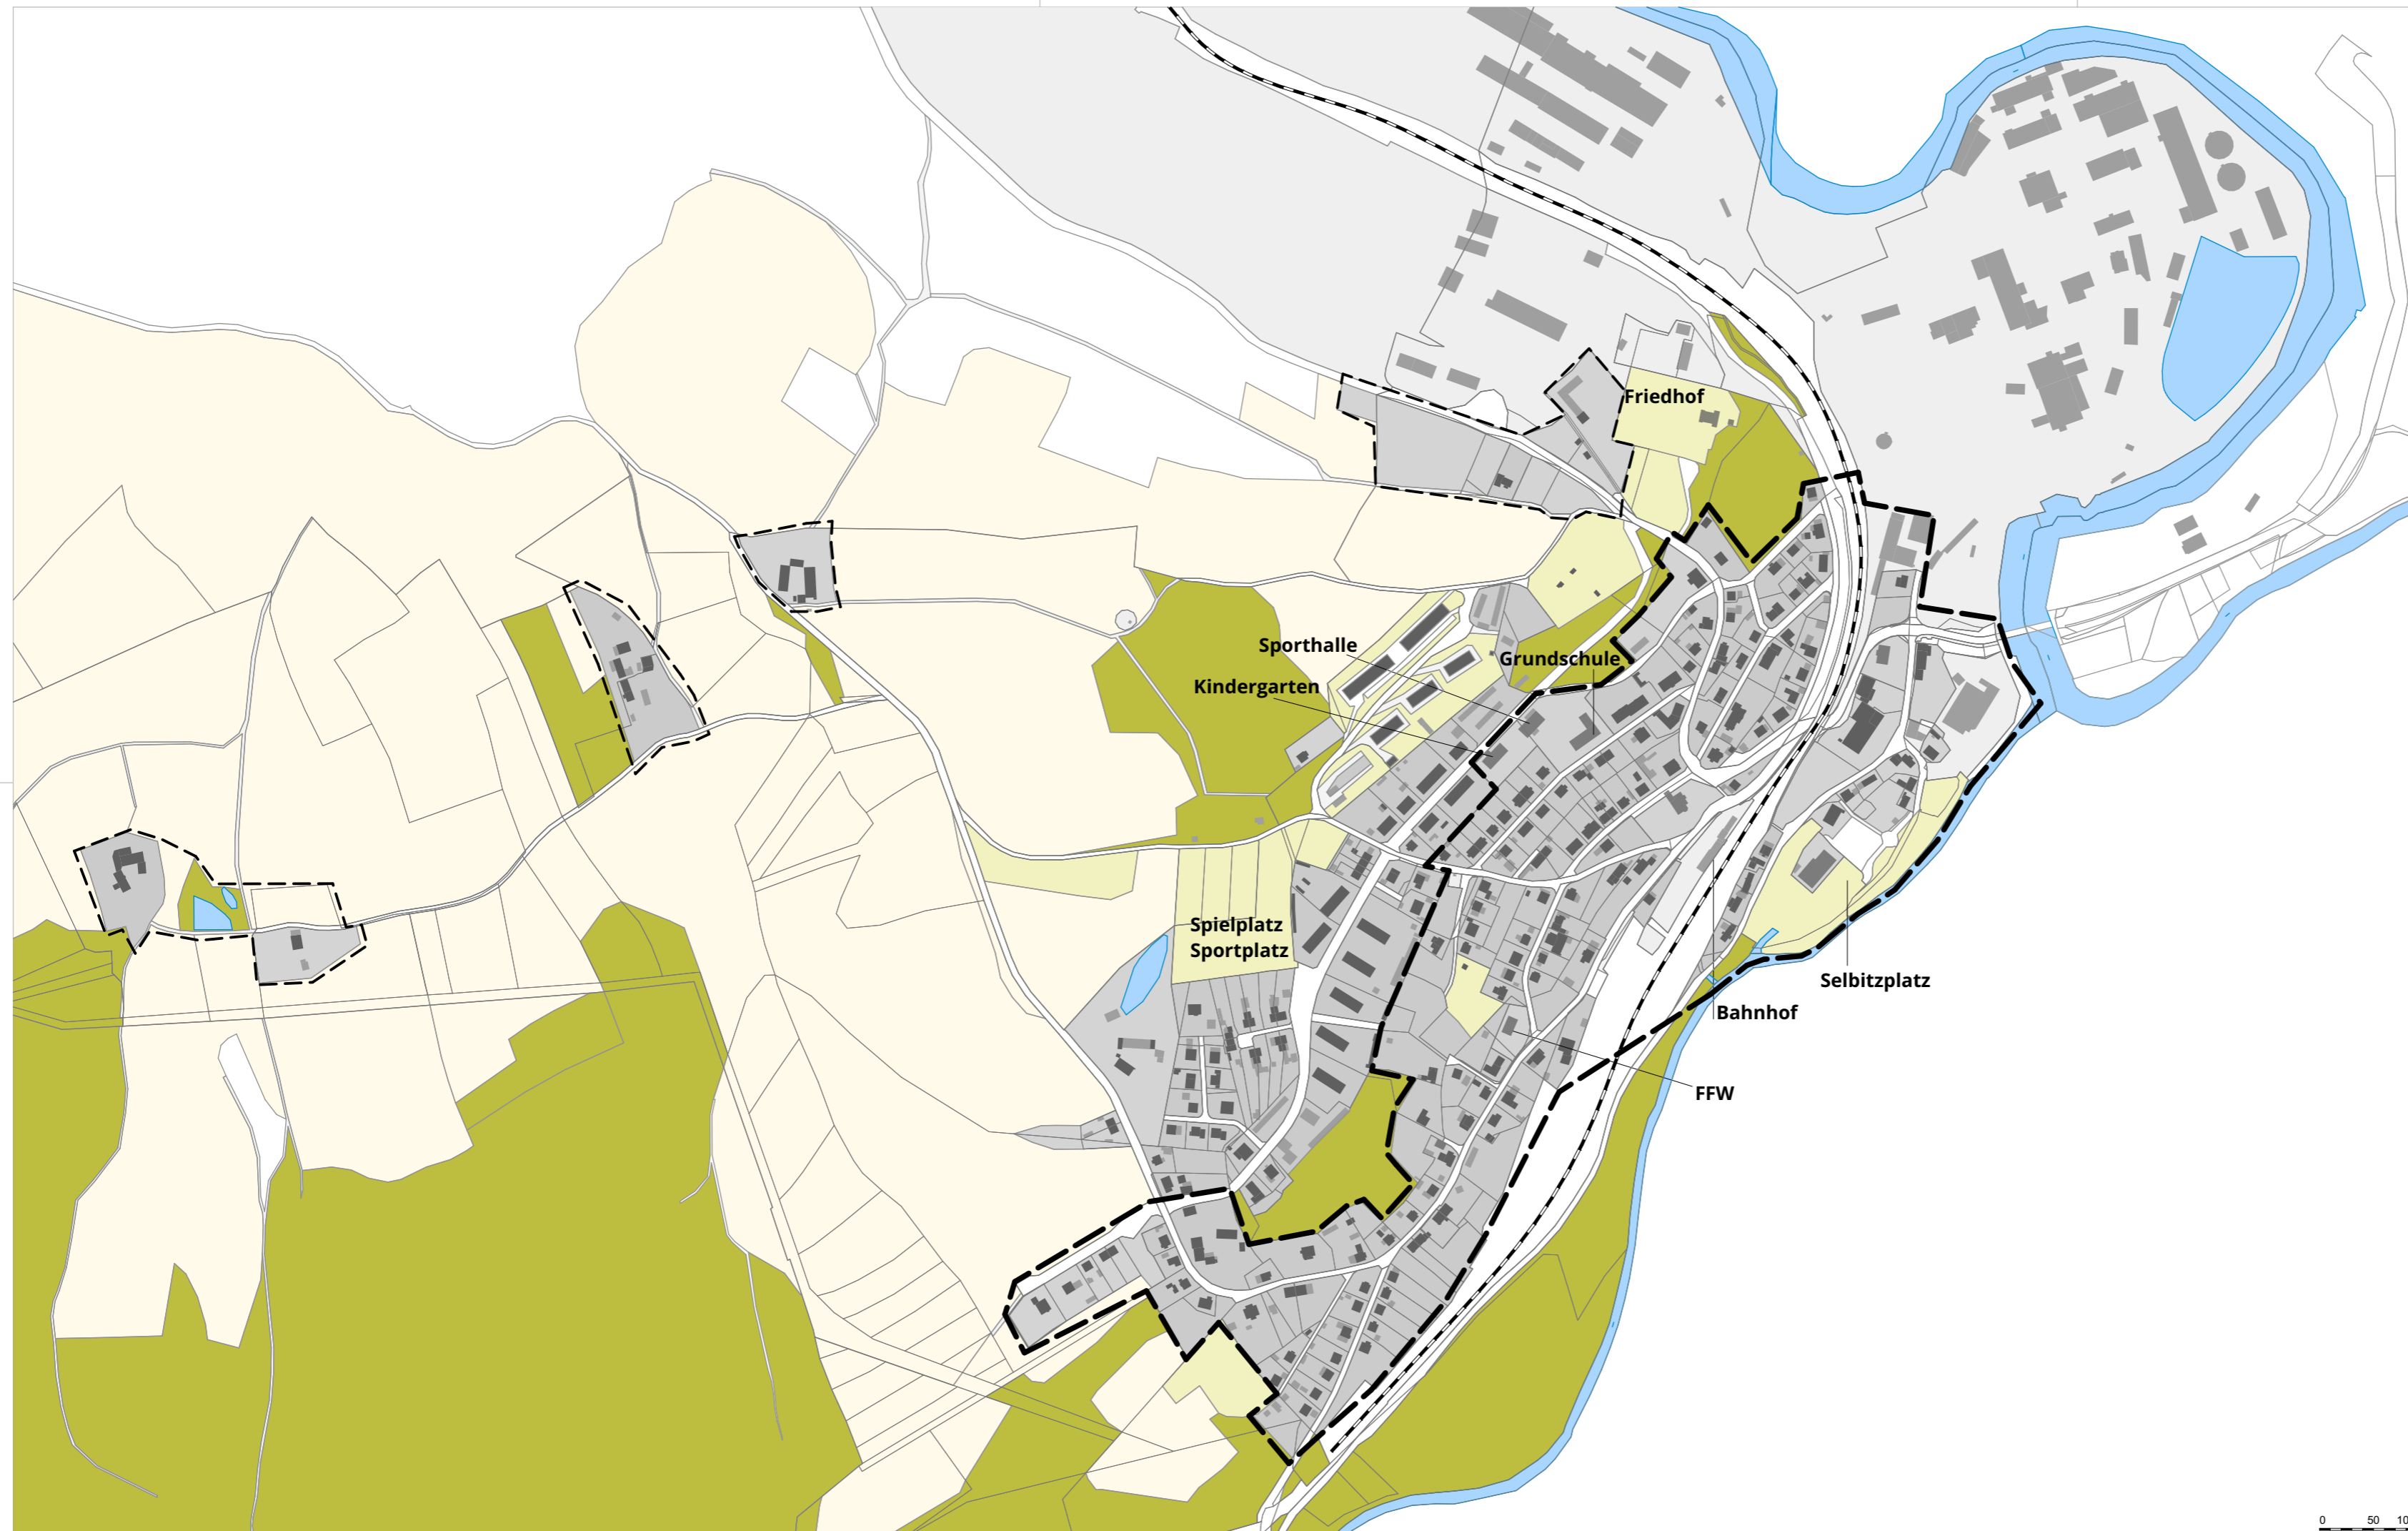 Friedhof
Sporthalle
Grundschule
Kindergarten
Spielplatz
Sportplatz
Selbitzplatz
Bahnhof
FFW
0 50